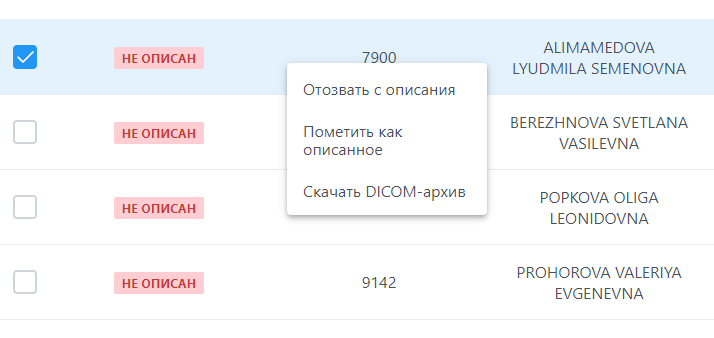 НЕ ОПИСАН
7900
ALIMAMEDOVA
LYUDMILA SEMENOVNA
Отозвать с описания
Пометить как
описанное
Скачать DICOM-архив
НЕ ОПИСАН
BEREZHNOVA SVETLANA
VASILEVNA
НЕ ОПИСАН
POPKOVA OLIGA
LEONIDOVNA
НЕ ОПИСАН
9142
PROHOROVA VALERIYA
EVGENEVNA